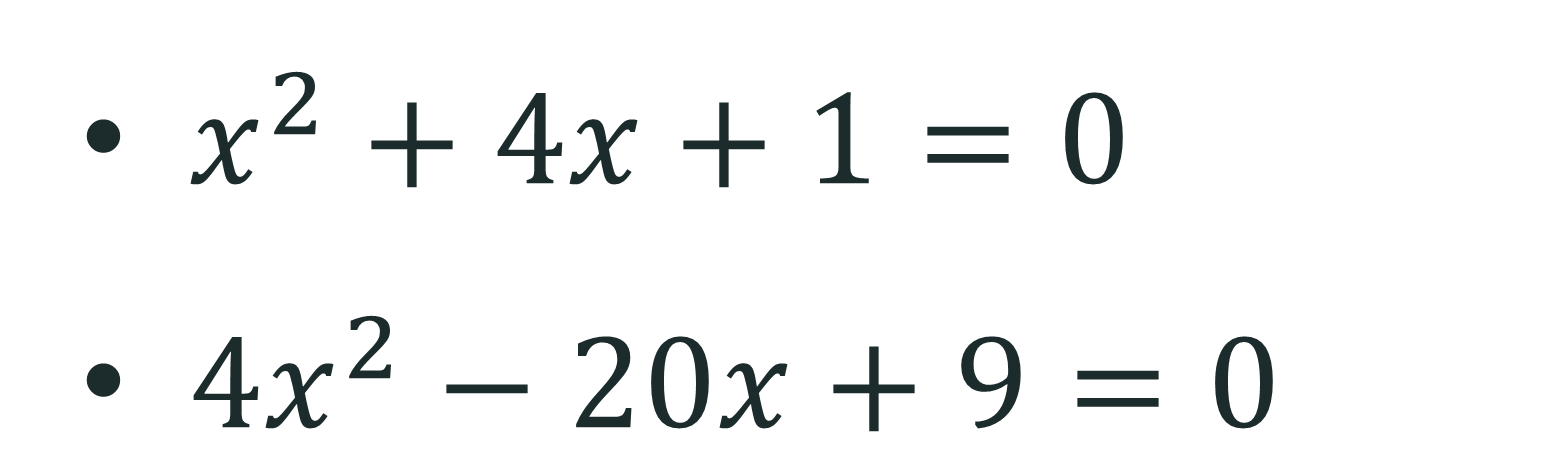 • x² + 4x + 1 = 0
• 4x² − 20x + 9 = 0